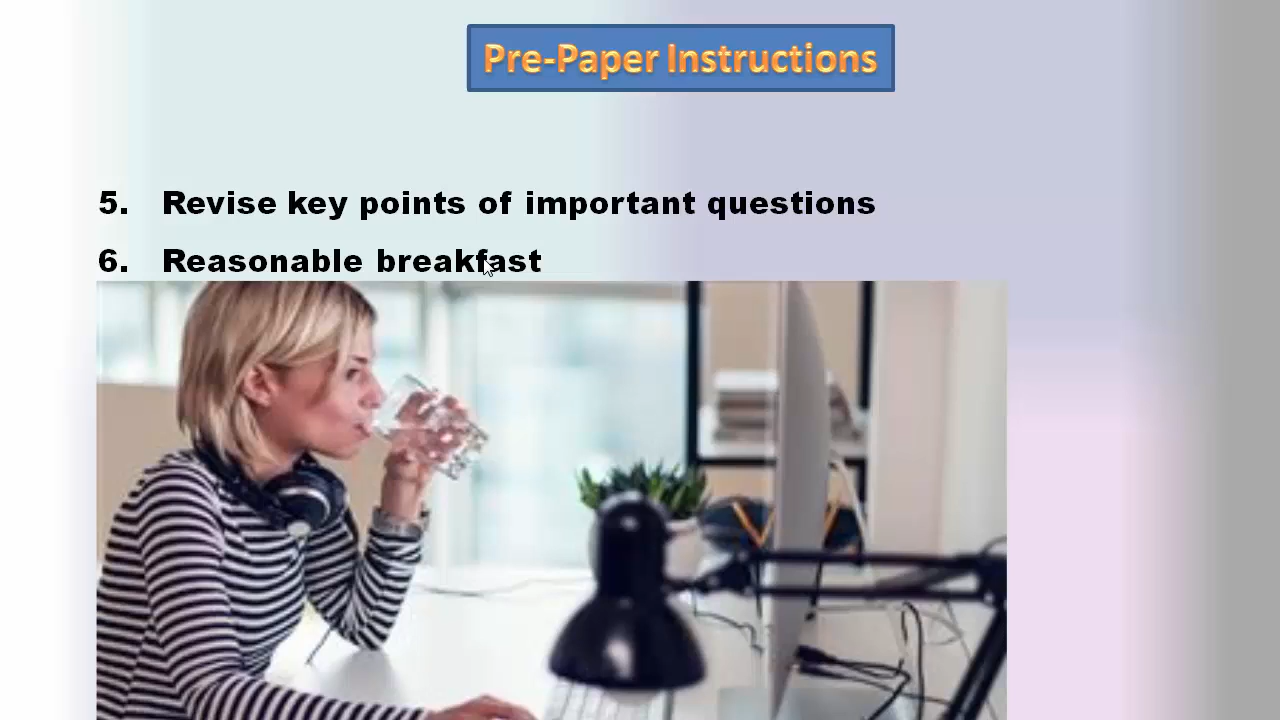 Pre-Paper Instructions
5. Revise key points of important questions
6. Reasonable breakfast